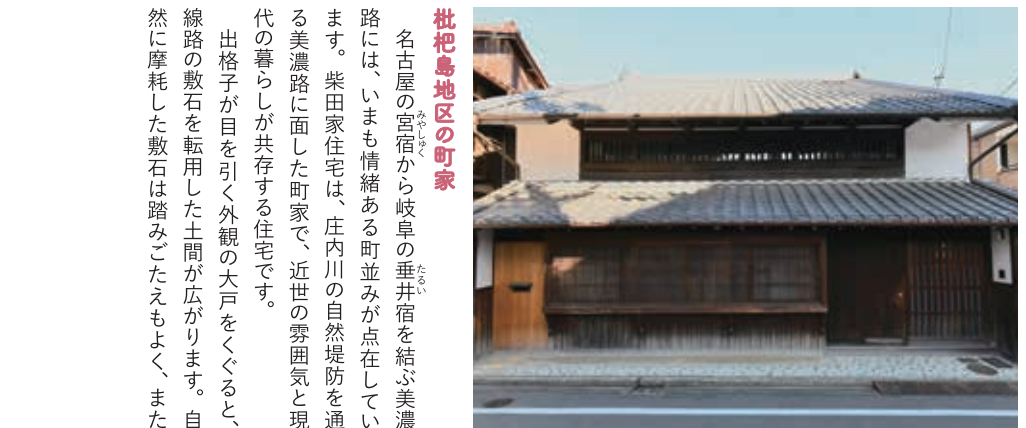 枇杷島地区の町家
名古屋の宮宿から岐阜の垂井宿を結ぶ美濃
みやしゅく
たるい
路には、いまも情緒ある町並みが点在してい
ます。柴田家住宅は、庄内川の自然堤防を通
る美濃路に面した町家で、近世の雰囲気と現
代の暮らしが共存する住宅です。
出格子が目を引く外観の大戸をくぐると、
線路の敷石を転用した土間が広がります。自
然に摩耗した敷石は踏みごたえもよく、また